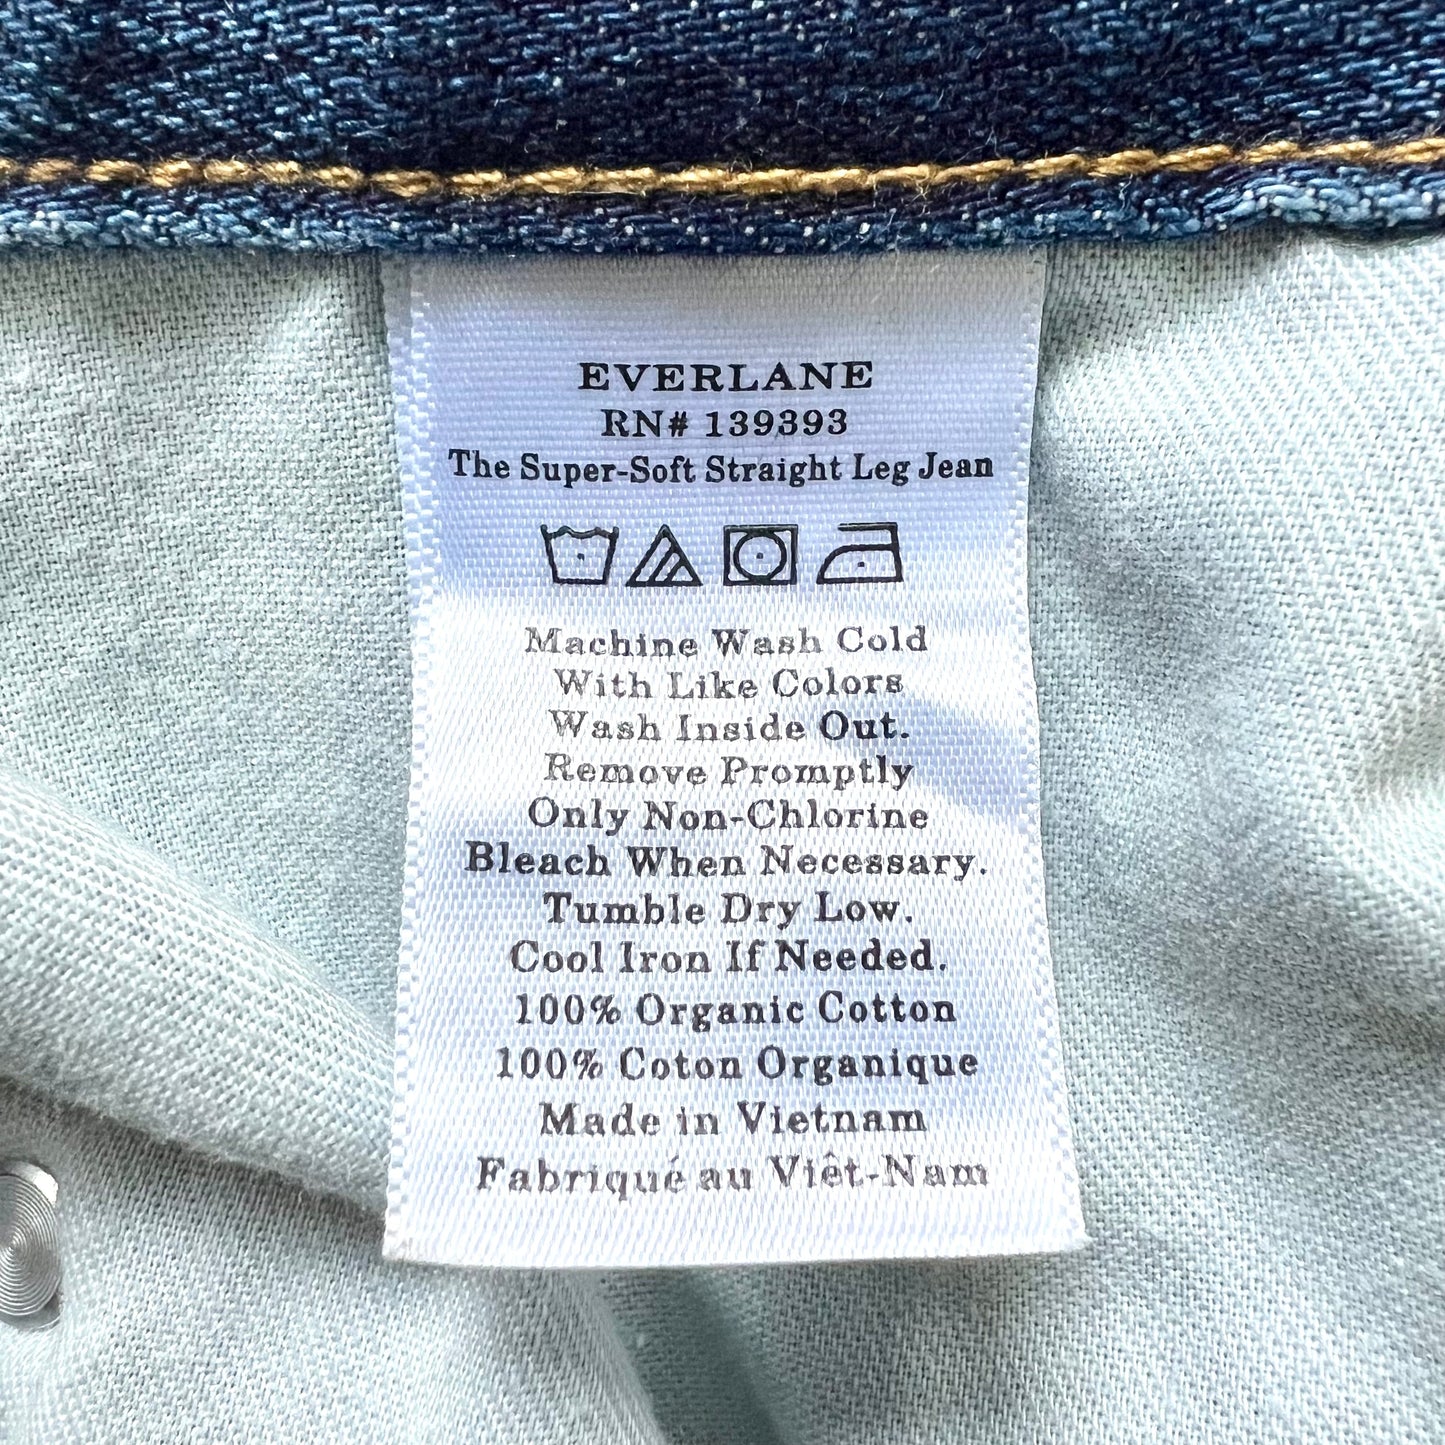 EVERLANE
RN# 139393
The Super-Soft Straight Leg Jean
Machine Wash Cold
With Like Colors
Wash Inside Out.
Remove Promptly
Only Non-Chlorine
Bleach When Necessary.
Tumble Dry Low.
Cool Iron If Needed.
100% Organic Cotton
100% Coton Organique
Made in Vietnam
Fabriqué au Viêt-Nam